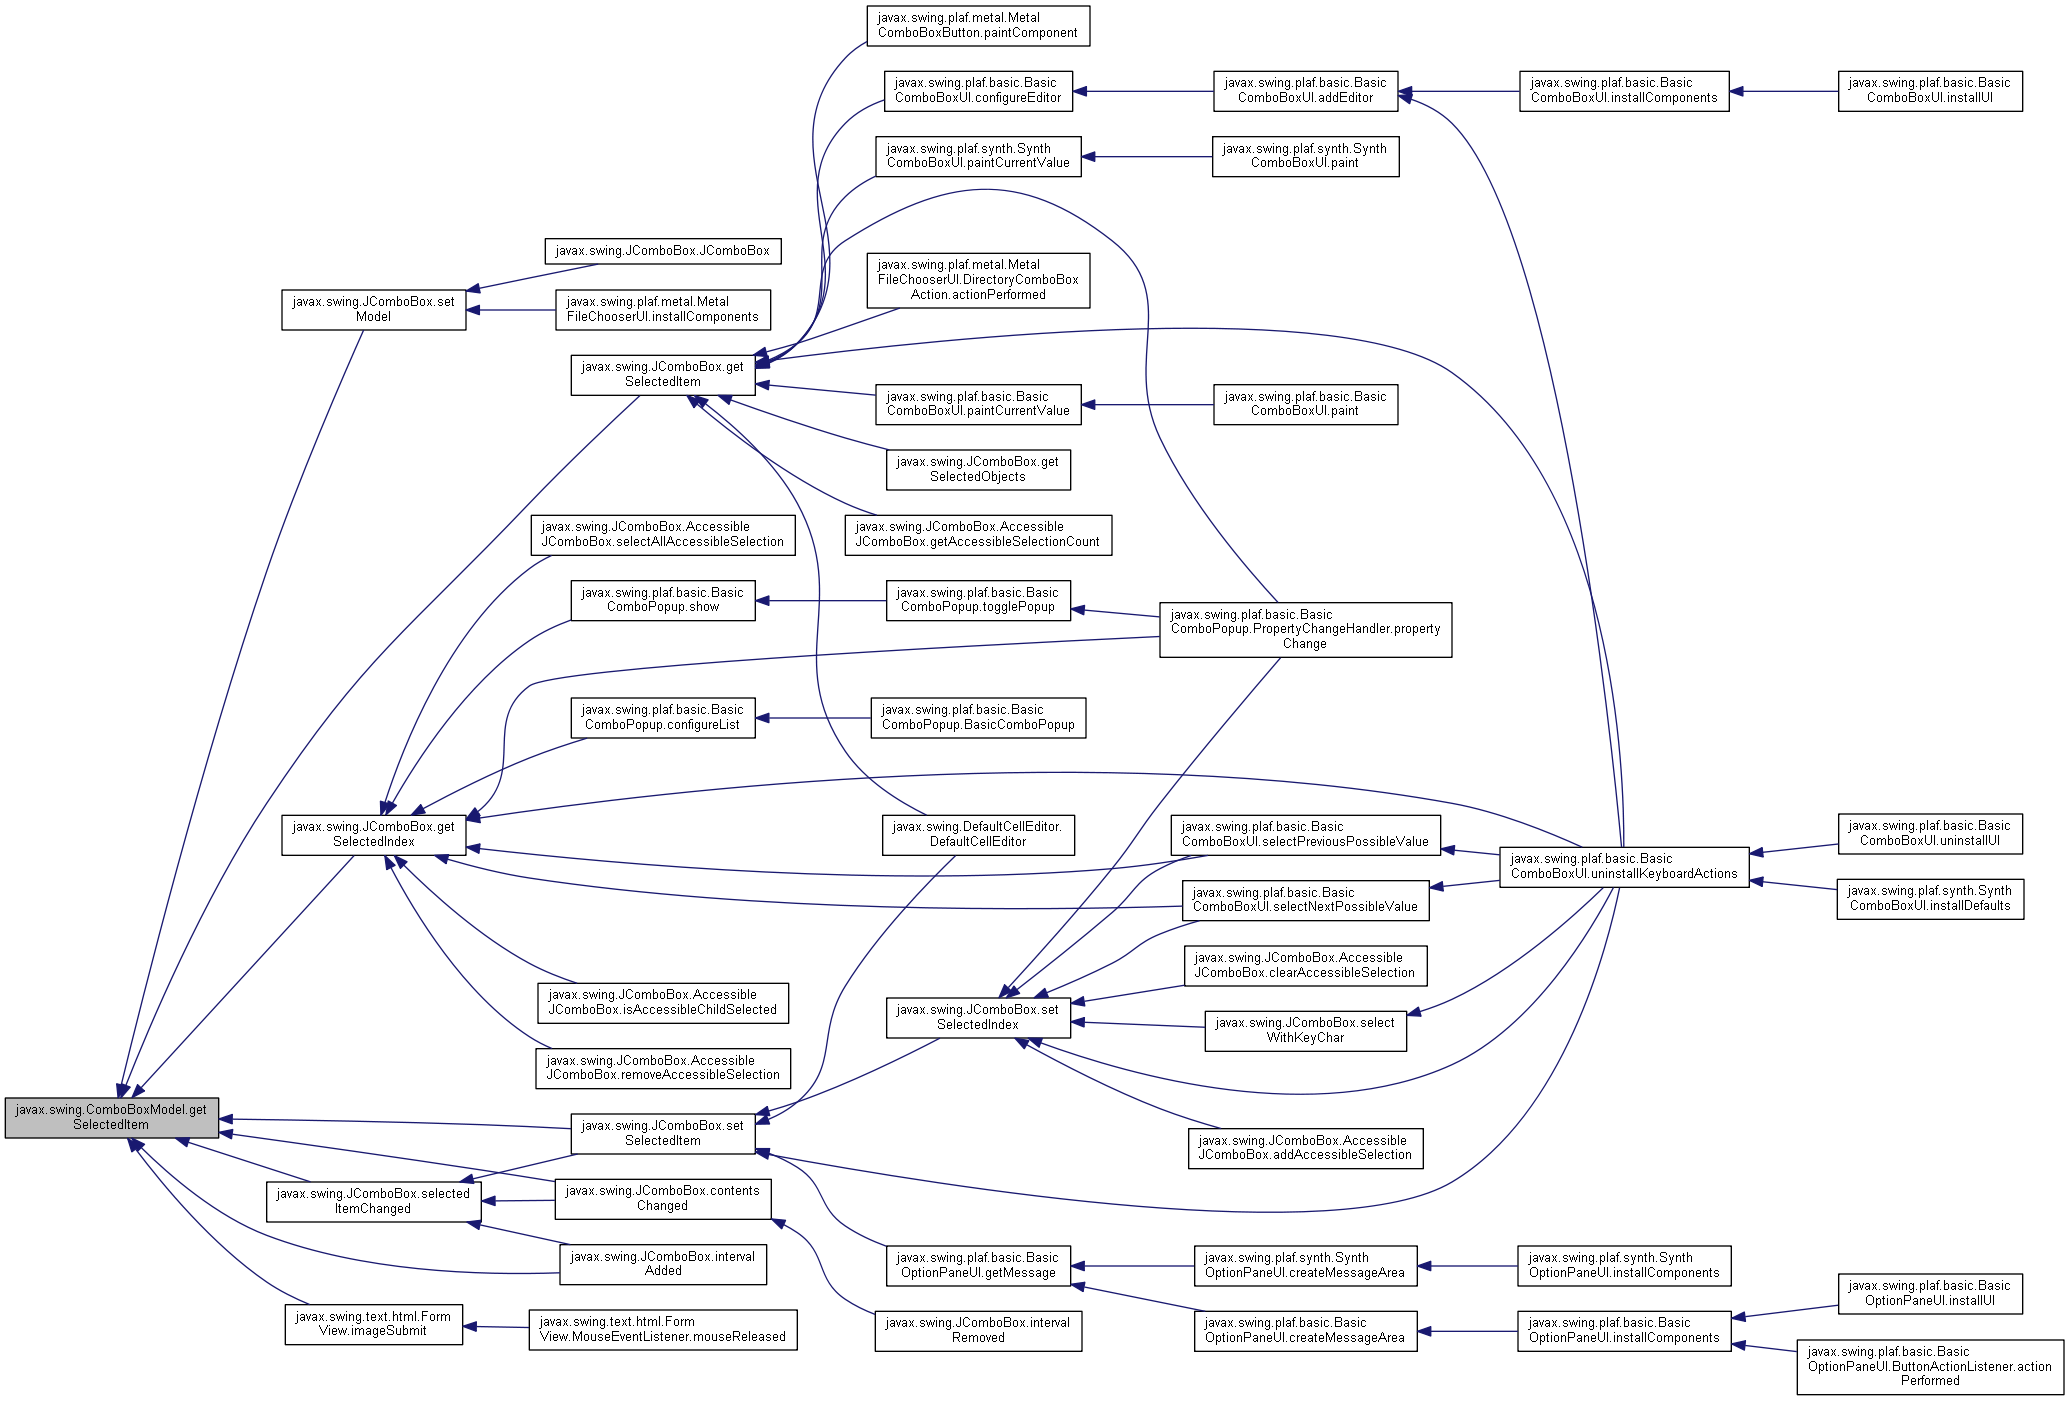 javax.swing.plaf.metal.Metal
ComboBoxButton.paintComponent
javax.swing.plaf.basic.Basic
ComboBoxUI.configureEditor
javax.swing.plaf.basic.Basic
ComboBoxUI.addEditor
javax.swing.plaf.basic.Basic
ComboBoxUI.installComponents
javax.swing.plaf.basic.Basic
ComboBoxUI.installUI
javax.swing.plaf.synth.Synth
ComboBoxUI.paintCurrentValue
javax.swing.plaf.synth.Synth
ComboBoxUI.paint
javax.swing.JComboBox.JComboBox
javax.swing.plaf.metal.Metal
FileChooserUI.DirectoryComboBox
Action.actionPerformed
javax.swing.JComboBox.set
Model
javax.swing.plaf.metal.Metal
FileChooserUI.installComponents
javax.swing.JComboBox.get
SelectedItem
javax.swing.plaf.basic.Basic
ComboBoxUI.paintCurrentValue
javax.swing.plaf.basic.Basic
ComboBoxUI.paint
javax.swing.JComboBox.get
SelectedObjects
javax.swing.JComboBox.Accessible
JComboBox.selectAllAccessibleSelection
javax.swing.JComboBox.Accessible
JComboBox.getAccessibleSelectionCount
javax.swing.plaf.basic.Basic
ComboPopup.show
javax.swing.plaf.basic.Basic
ComboPopup.togglePopup
javax.swing.plaf.basic.Basic
ComboPopup.PropertyChangeHandler.property
Change
javax.swing.plaf.basic.Basic
ComboPopup.configureList
javax.swing.plaf.basic.Basic
ComboPopup.BasicComboPopup
javax.swing.JComboBox.get
SelectedIndex
javax.swing.DefaultCellEditor.
DefaultCellEditor
javax.swing.plaf.basic.Basic
ComboBoxUI.selectPreviousPossibleValue
javax.swing.plaf.basic.Basic
ComboBoxUI.uninstallUI
javax.swing.plaf.basic.Basic
ComboBoxUI.uninstallKeyboardActions
javax.swing.plaf.basic.Basic
ComboBoxUI.selectNextPossibleValue
javax.swing.plaf.synth.Synth
ComboBoxUI.installDefaults
javax.swing.JComboBox.Accessible
JComboBox.clearAccessibleSelection
javax.swing.JComboBox.Accessible
JComboBox.isAccessibleChildSelected
javax.swing.JComboBox.set
SelectedIndex
javax.swing.JComboBox.select
WithKeyChar
javax.swing.JComboBox.Accessible
JComboBox.removeAccessibleSelection
javax.swing.ComboBoxModel.get
SelectedItem
javax.swing.JComboBox.set
SelectedItem
javax.swing.JComboBox.Accessible
JComboBox.addAccessibleSelection
javax.swing.JComboBox.selected
ItemChanged
javax.swing.JComboBox.contents
Changed
javax.swing.JComboBox.interval
Added
javax.swing.plaf.basic.Basic
OptionPaneUI.getMessage
javax.swing.plaf.synth.Synth
OptionPaneUI.createMessageArea
javax.swing.plaf.synth.Synth
OptionPaneUI.installComponents
javax.swing.plaf.basic.Basic
OptionPaneUI.installUI
javax.swing.text.html.Form
View.imageSubmit
javax.swing.text.html.Form
View.MouseEventListener.mouseReleased
javax.swing.JComboBox.interval
Removed
javax.swing.plaf.basic.Basic
OptionPaneUI.createMessageArea
javax.swing.plaf.basic.Basic
OptionPaneUI.installComponents
javax.swing.plaf.basic.Basic
OptionPaneUI.ButtonActionListener.action
Performed